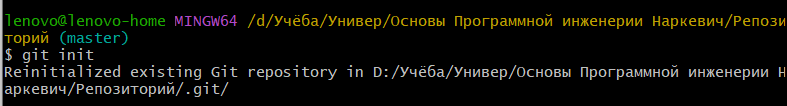 lenovo@lenovo-home MINGW64 /d/Учёба/Универ/Основы Программной инженерии Наркевич/Репози
торий (master)
$ git init
Reinitialized existing Git repository in D:/Учёба/Универ/Основы Программной инженерии Н
аркевич/Репозиторий/.git/